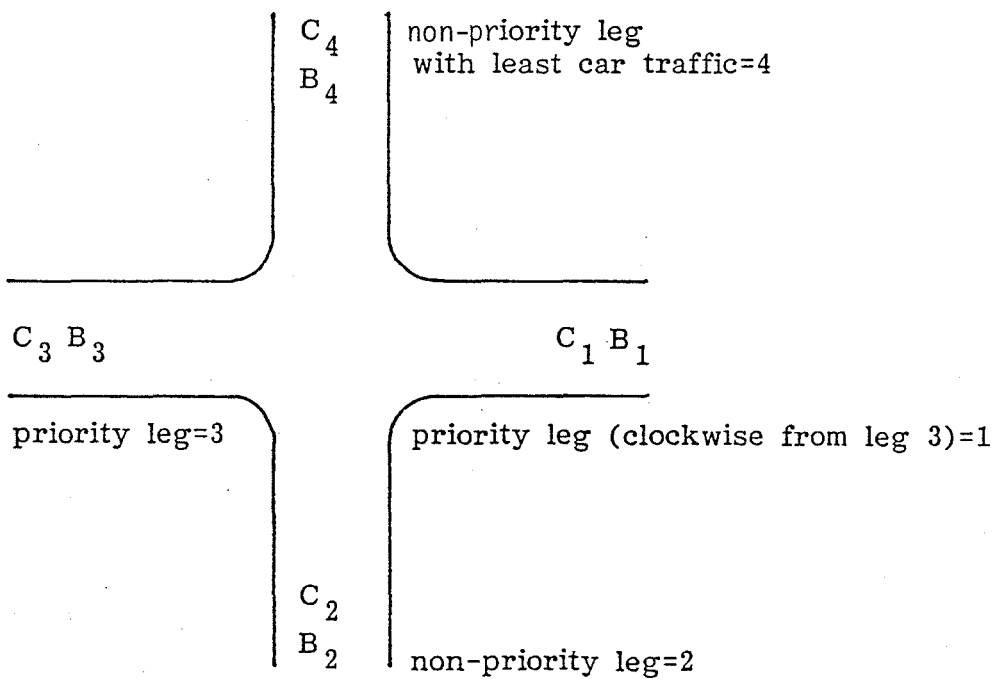 C₄ non-priority leg
B₄ with least car traffic=4
C₃ B₃ C₁ B₁
priority leg=3 priority leg (clockwise from leg 3)=1
C₂
B₂ non-priority leg=2